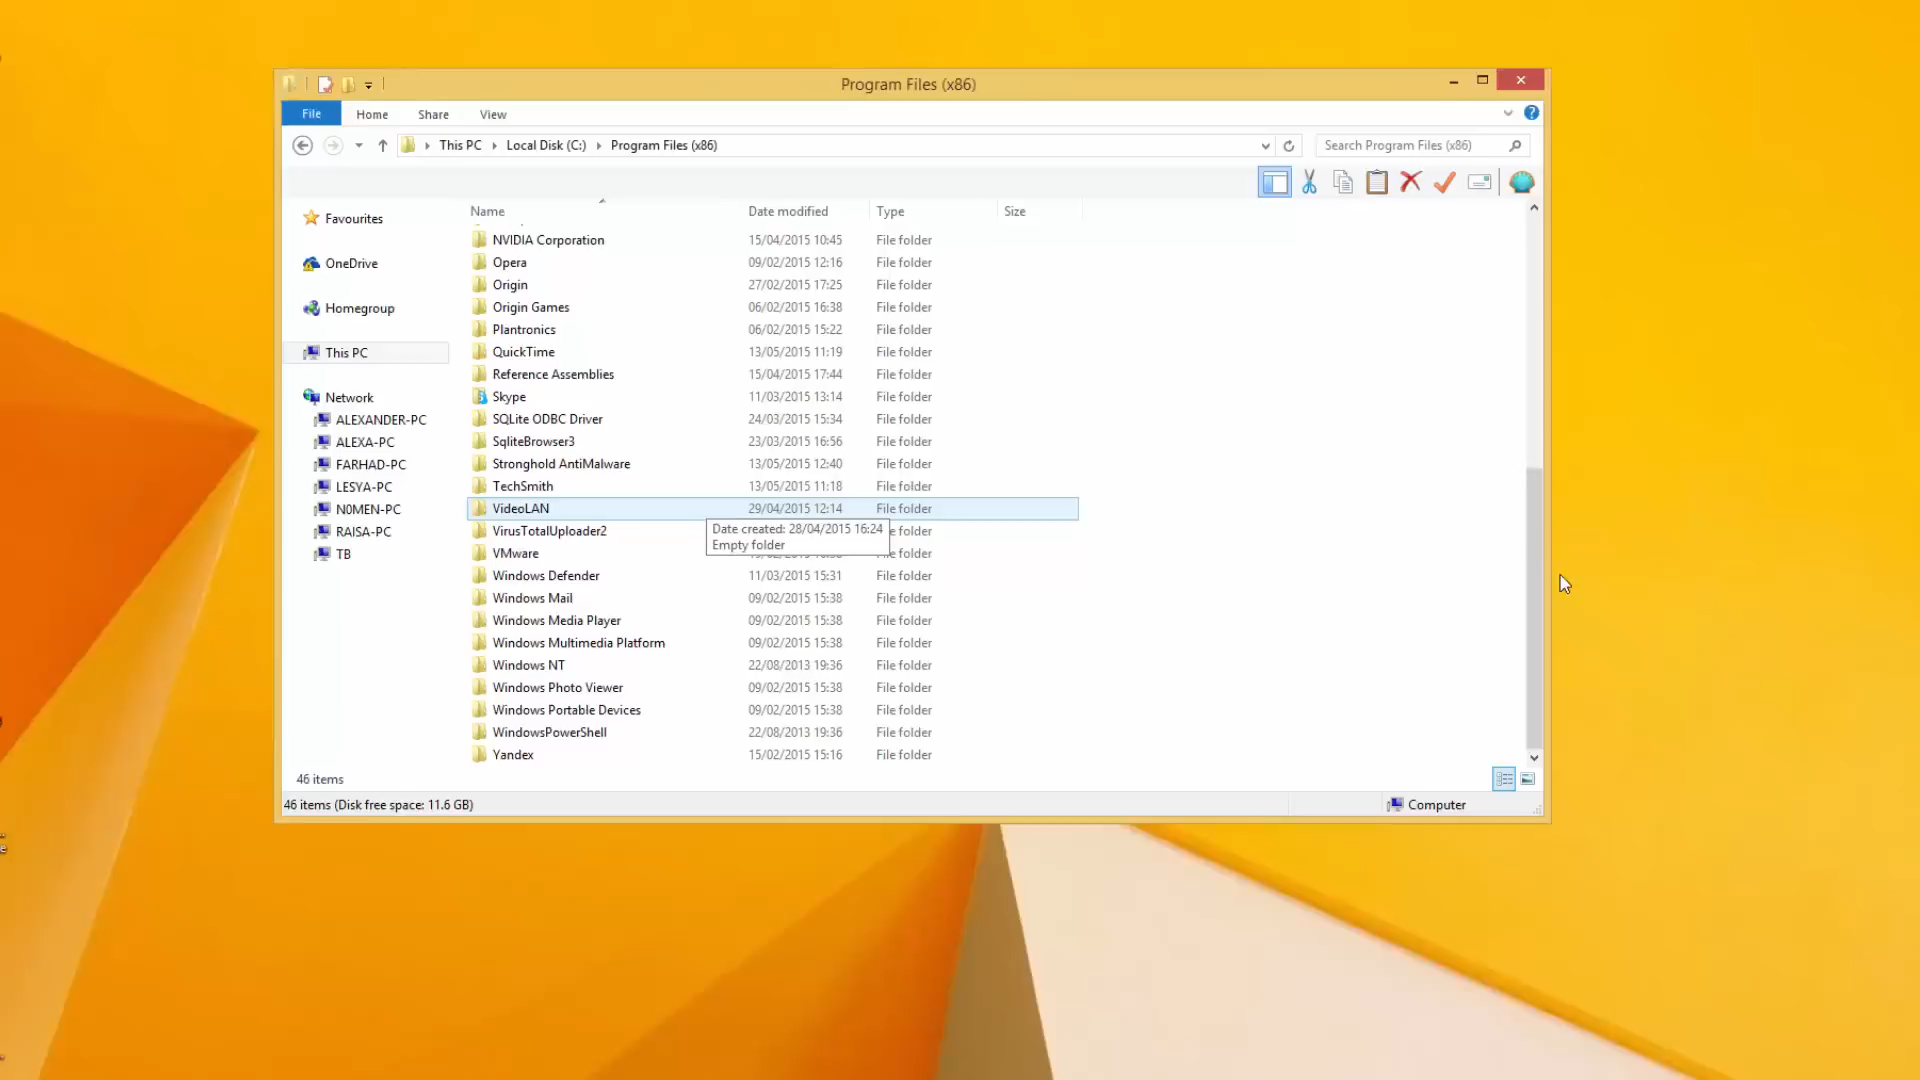 Program Files (x86)
File Home Share View
This PC Local Disk (C:) Program Files (x86) Search Program Files (x86)
Name Date modified Type Size
Favourites
OneDrive
Homegroup
This PC
Network
ALEXANDER-PC
ALEXA-PC
FARHAD-PC
LESYA-PC
N0MEN-PC
RAISA-PC
TB
NVIDIA Corporation 15/04/2015 10:45 File folder
Opera 09/02/2015 12:16 File folder
Origin 27/02/2015 17:25 File folder
Origin Games 06/02/2015 16:38 File folder
Plantronics 06/02/2015 15:22 File folder
QuickTime 13/05/2015 11:19 File folder
Reference Assemblies 15/04/2015 17:44 File folder
Skype 11/03/2015 13:14 File folder
SQLite ODBC Driver 24/03/2015 15:34 File folder
SqliteBrowser3 23/03/2015 16:56 File folder
Stronghold AntiMalware 13/05/2015 12:40 File folder
TechSmith 13/05/2015 11:18 File folder
VideoLAN 29/04/2015 12:14 File folder
Date created: 28/04/2015 16:24
Empty folder
VirusTotalUploader2 folder
VMware File folder
Windows Defender 11/03/2015 15:31 File folder
Windows Mail 09/02/2015 15:38 File folder
Windows Media Player 09/02/2015 15:38 File folder
Windows Multimedia Platform 09/02/2015 15:38 File folder
Windows NT 22/08/2013 19:36 File folder
Windows Photo Viewer 09/02/2015 15:38 File folder
Windows Portable Devices 09/02/2015 15:38 File folder
WindowsPowerShell 22/08/2013 19:36 File folder
Yandex 15/02/2015 15:16 File folder
46 items
46 items (Disk free space: 11.6 GB) Computer